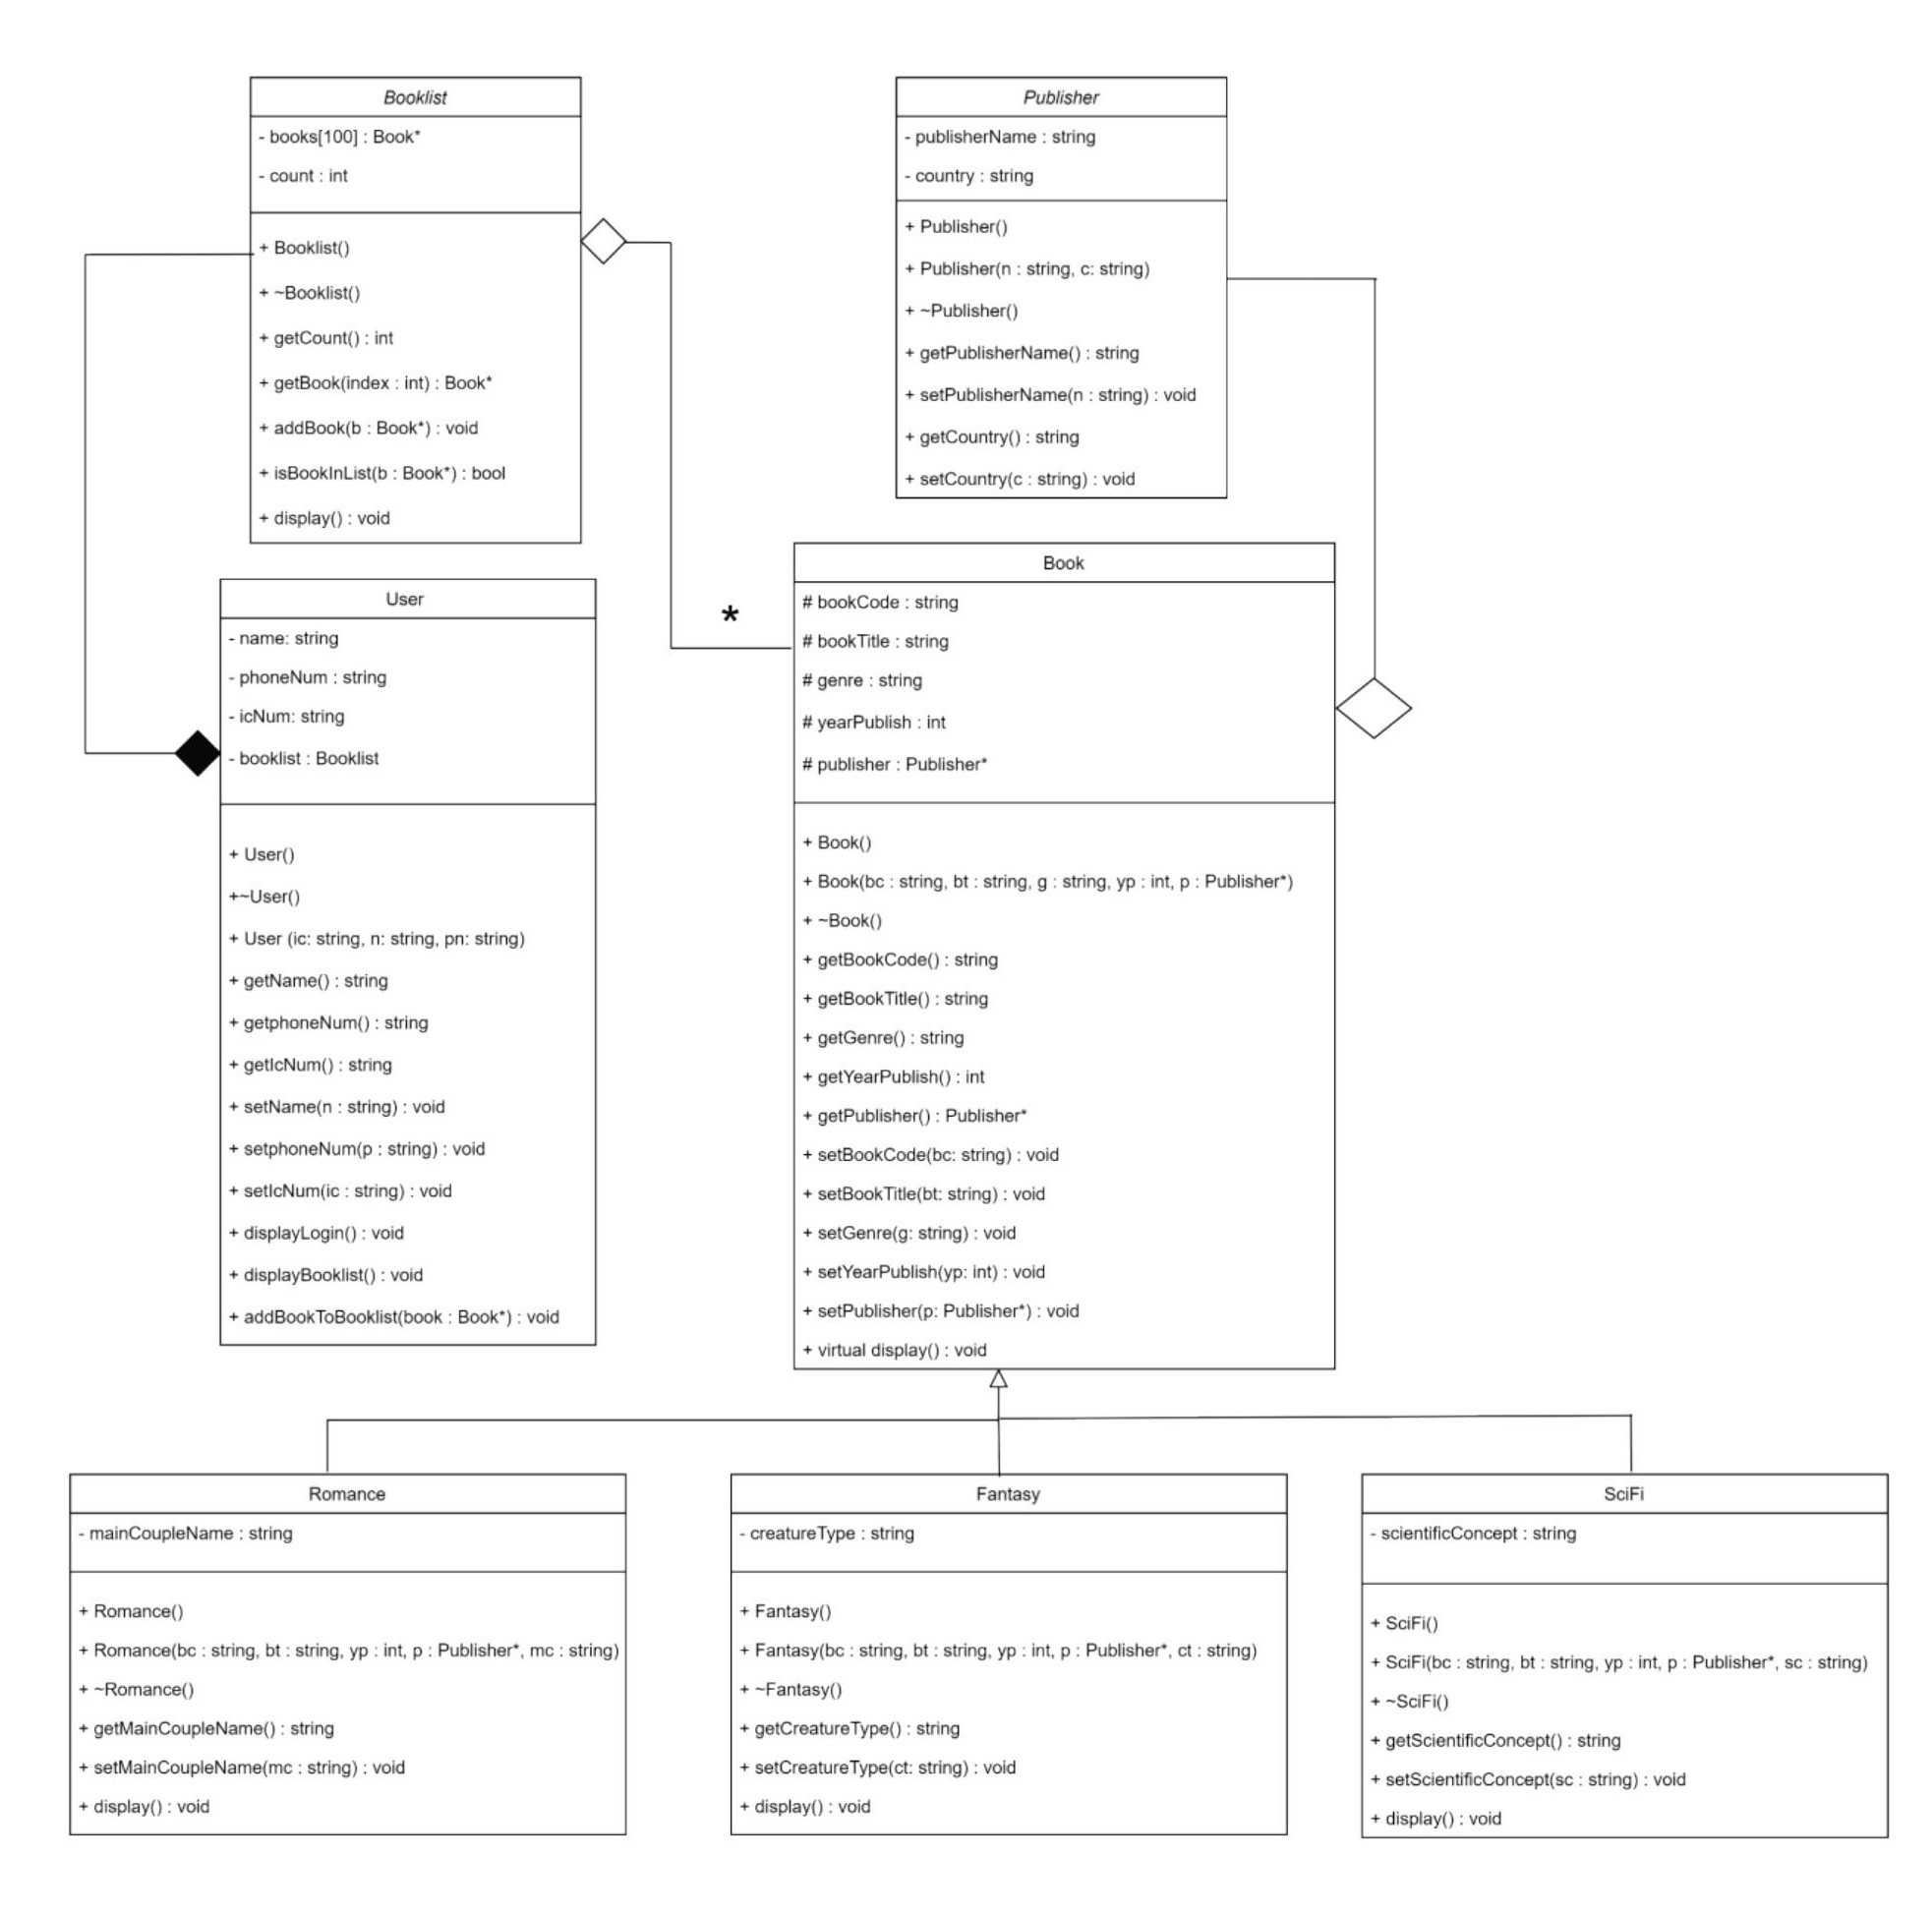 Booklist
- books[100] : Book*
- count : int
+ Booklist()
+ ~Booklist()
+ getCount() : int
+ getBook(index : int) : Book*
+ addBook(b : Book*) : void
+ isBookInList(b : Book*) : bool
+ display() : void
Publisher
- publisherName : string
- country : string
+ Publisher()
+ Publisher(n : string, c: string)
+ ~Publisher()
+ getPublisherName() : string
+ setPublisherName(n : string) : void
+ getCountry() : string
+ setCountry(c : string) : void
User
- name: string
- phoneNum : string
- icNum: string
- booklist : Booklist
+ User()
+~User()
+ User (ic: string, n: string, pn: string)
+ getName() : string
+ getphoneNum() : string
+ getIcNum() : string
+ setName(n : string) : void
+ setphoneNum(p : string) : void
+ setIcNum(ic : string) : void
+ displayLogin() : void
+ displayBooklist() : void
+ addBookToBooklist(book : Book*) : void
*
Book
# bookCode : string
# bookTitle : string
# genre : string
# yearPublish : int
# publisher : Publisher*
+ Book()
+ Book(bc : string, bt : string, g : string, yp : int, p : Publisher*)
+ ~Book()
+ getBookCode() : string
+ getBookTitle() : string
+ getGenre() : string
+ getYearPublish() : int
+ getPublisher() : Publisher*
+ setBookCode(bc: string) : void
+ setBookTitle(bt: string) : void
+ setGenre(g: string) : void
+ setYearPublish(yp: int) : void
+ setPublisher(p: Publisher*) : void
+ virtual display() : void
Romance
- mainCoupleName : string
+ Romance()
+ Romance(bc : string, bt : string, yp : int, p : Publisher*, mc : string)
+ ~Romance()
+ getMainCoupleName() : string
+ setMainCoupleName(mc : string) : void
+ display() : void
Fantasy
- creatureType : string
+ Fantasy()
+ Fantasy(bc : string, bt : string, yp : int, p : Publisher*, ct : string)
+ ~Fantasy()
+ getCreatureType() : string
+ setCreatureType(ct: string) : void
+ display() : void
SciFi
- scientificConcept : string
+ SciFi()
+ SciFi(bc : string, bt : string, yp : int, p : Publisher*, sc : string)
+ ~SciFi()
+ getScientificConcept() : string
+ setScientificConcept(sc : string) : void
+ display() : void